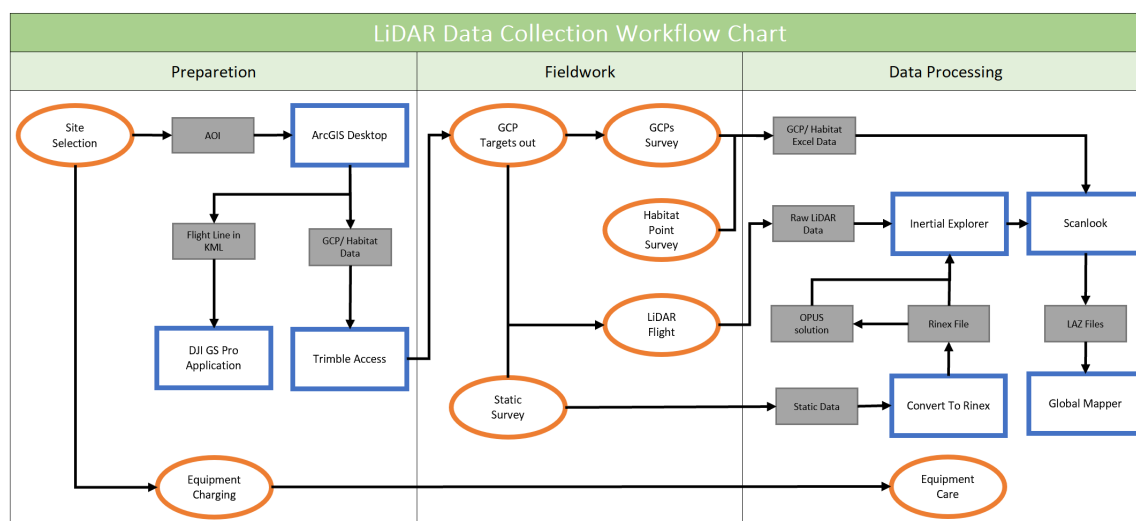 LiDAR Data Collection Workflow Chart
Preparetion
Fieldwork
Data Processing
Site
Selection
AOI
ArcGIS Desktop
Flight Line in
KML
GCP/ Habitat
Data
DJI GS Pro
Application
Trimble Access
Equipment
Charging
GCP
Targets out
GCPs
Survey
Habitat
Point
Survey
LiDAR
Flight
Static
Survey
GCP/ Habitat
Excel Data
Raw LiDAR
Data
Inertial Explorer
Scanlook
OPUS
solution
Rinex File
LAZ Files
Static Data
Convert To Rinex
Global Mapper
Equipment
Care